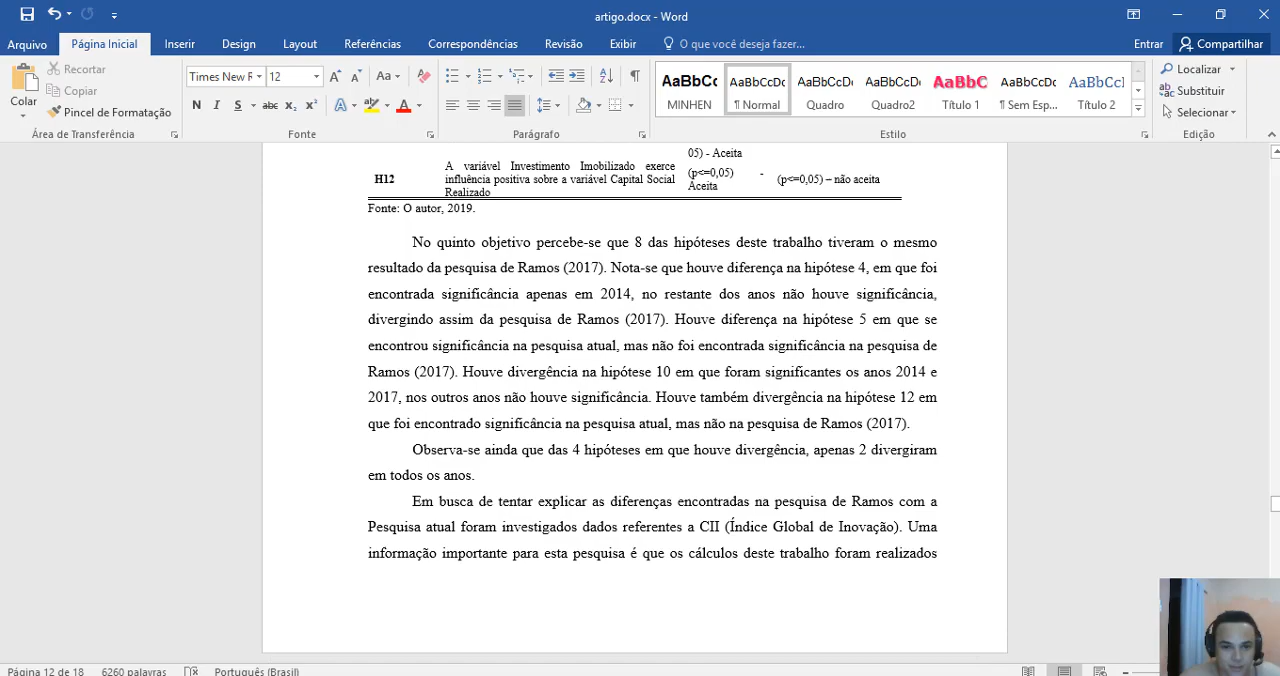 artigo.docx - Word
Arquivo Página Inicial Inserir Design Layout Referências Correspondências Revisão Exibir O que você deseja fazer... Entrar Compartilhar
Colar
Recortar
Copiar
Pincel de Formatação
Área de Transferência
Times New R 12
Aa
N I S abc x₂ x²
A A
Fonte
Parágrafo
AaBbCc AaBbCcDc AaBbCcDc AaBbCcDc AaBbC AaBbCcDc AaBbCcI
MINHEN ¶ Normal Quadro Quadro2 Título 1 ¶ Sem Esp... Título 2
Estilo
Localizar
Substituir
Selecionar
Edição
05) - Aceita
H12
A variável Investimento Imobilizado exerce
influência positiva sobre a variável Capital Social
Realizado
(p<=0,05) -
Aceita
(p<=0,05) – não aceita
Fonte: O autor, 2019.
No quinto objetivo percebe-se que 8 das hipóteses deste trabalho tiveram o mesmo
resultado da pesquisa de Ramos (2017). Nota-se que houve diferença na hipótese 4, em que foi
encontrada significância apenas em 2014, no restante dos anos não houve significância,
divergindo assim da pesquisa de Ramos (2017). Houve diferença na hipótese 5 em que se
encontrou significância na pesquisa atual, mas não foi encontrada significância na pesquisa de
Ramos (2017). Houve divergência na hipótese 10 em que foram significantes os anos 2014 e
2017, nos outros anos não houve significância. Houve também divergência na hipótese 12 em
que foi encontrado significância na pesquisa atual, mas não na pesquisa de Ramos (2017).
Observa-se ainda que das 4 hipóteses em que houve divergência, apenas 2 divergiram
em todos os anos.
Em busca de tentar explicar as diferenças encontradas na pesquisa de Ramos com a
Pesquisa atual foram investigados dados referentes a CII (Índice Global de Inovação). Uma
informação importante para esta pesquisa é que os cálculos deste trabalho foram realizados
Página 12 de 18 6260 palavras Português (Brasil)